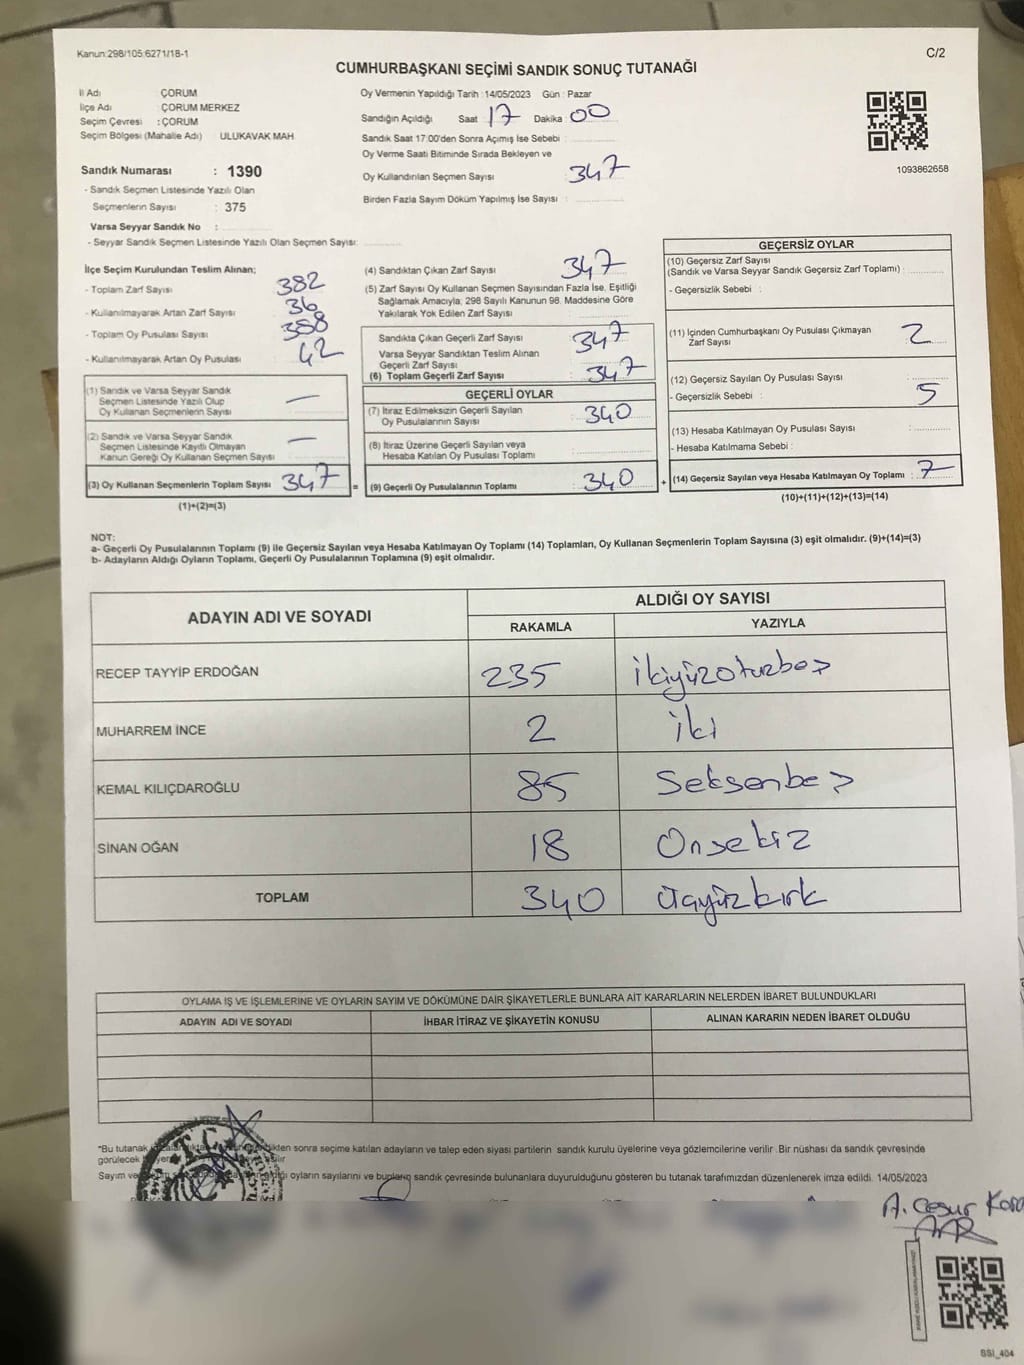 Kanun:298/105:6271/18-1
C/2
CUMHURBAŞKANI SEÇİMİ SANDIK SONUÇ TUTANAĞI
İl Adı ÇORUM
İlçe Adı : ÇORUM MERKEZ
Seçim Çevresi : ÇORUM
Seçim Bölgesi (Mahalle Adı) ULUKAVAK MAH.
Sandık Numarası : 1390
- Sandık Seçmen Listesinde Yazılı Olan
Seçmenlerin Sayısı : 375
Varsa Seyyar Sandık No :
- Seyyar Sandık Seçmen Listesinde Yazılı Olan Seçmen Sayısı:
Oy Vermenin Yapıldığı Tarih :14/05/2023 Gün : Pazar
Sandığın Açıldığı Saat 17 Dakika 00
Sandık Saat 17:00'den Sonra Açımış İse Sebebi :
Oy Verme Saati Bitiminde Sırada Bekleyen ve
Oy Kullandırılan Seçmen Sayısı : 347
Birden Fazla Sayım Döküm Yapılmış İse Sayısı :
1093862658
İlçe Seçim Kurulundan Teslim Alınan;
- Toplam Zarf Sayısı : 382
- Kullanılmayarak Artan Zarf Sayısı : 36
- Toplam Oy Pusulası Sayısı : 388
- Kullanılmayarak Artan Oy Pusulası : 42
(1) Sandık ve Varsa Seyyar Sandık
Seçmen Listesinde Yazılı Olup
Oy Kullanan Seçmenlerin Sayısı : —
(2) Sandık ve Varsa Seyyar Sandık
Seçmen Listesinde Kayıtlı Olmayan
Kanun Gereği Oy Kullanan Seçmen Sayısı : —
(3) Oy Kullanan Seçmenlerin Toplam Sayısı : 347 =
(1)+(2)=(3)
(4) Sandıktan Çıkan Zarf Sayısı : 347
(5) Zarf Sayısı Oy Kullanan Seçmen Sayısından Fazla İse, Eşitliği
Sağlamak Amacıyla; 298 Sayılı Kanunun 98. Maddesine Göre
Yakılarak Yok Edilen Zarf Sayısı :
Sandıkta Çıkan Geçerli Zarf Sayısı : 347
Varsa Seyyar Sandıktan Teslim Alınan
Geçerli Zarf Sayısı :
(6) Toplam Geçerli Zarf Sayısı : 347
GEÇERLİ OYLAR
(7) İtiraz Edilmeksizin Geçerli Sayılan
Oy Pusulalarının Sayısı : 340
(8) İtiraz Üzerine Geçerli Sayılan veya
Hesaba Katılan Oy Pusulası Toplamı :
(9) Geçerli Oy Pusulalarının Toplamı : 340 +
GEÇERSİZ OYLAR
(10) Geçersiz Zarf Sayısı
(Sandık ve Varsa Seyyar Sandık Geçersiz Zarf Toplamı) :
- Geçersizlik Sebebi :
(11) İçinden Cumhurbaşkanı Oy Pusulası Çıkmayan
Zarf Sayısı : 2
(12) Geçersiz Sayılan Oy Pusulası Sayısı :
- Geçersizlik Sebebi : 5
(13) Hesaba Katılmayan Oy Pusulası Sayısı :
- Hesaba Katılmama Sebebi :
(14) Geçersiz Sayılan veya Hesaba Katılmayan Oy Toplamı : 7
(10)+(11)+(12)+(13)=(14)
NOT:
a- Geçerli Oy Pusulalarının Toplamı (9) ile Geçersiz Sayılan veya Hesaba Katılmayan Oy Toplamı (14) Toplamları, Oy Kullanan Seçmenlerin Toplam Sayısına (3) eşit olmalıdır. (9)+(14)=(3)
b- Adayların Aldığı Oyların Toplamı, Geçerli Oy Pusulalarının Toplamına (9) eşit olmalıdır.
ADAYIN ADI VE SOYADI ALDIĞI OY SAYISI
RAKAMLA YAZIYLA
RECEP TAYYİP ERDOĞAN 235 ikiyüzotuzbeş
MUHARREM İNCE 2 iki
KEMAL KILIÇDAROĞLU 85 Seksenbeş
SİNAN OĞAN 18 Onsekiz
TOPLAM 340 üçyüzkırk
OYLAMA İŞ VE İŞLEMLERİNE VE OYLARIN SAYIM VE DÖKÜMÜNE DAİR ŞİKAYETLERLE BUNLARA AİT KARARLARIN NELERDEN İBARET BULUNDUKLARI
ADAYIN ADI VE SOYADI İHBAR İTİRAZ VE ŞİKAYETİN KONUSU ALINAN KARARIN NEDEN İBARET OLDUĞU
*Bu tutanak sonra seçime katılan adayların ve talep eden siyasi partilerin sandık kurulu üyelerine veya gözlemcilerine verilir. Bir nüshası da sandık çevresinde
görülecek
Sayım ve oyların sayılarını ve bunların sandık çevresinde bulunanlara duyurulduğunu gösteren bu tutanak tarafımızdan düzenlenerek imza edildi. 14/05/2023
A. Cesur
SSİ_404